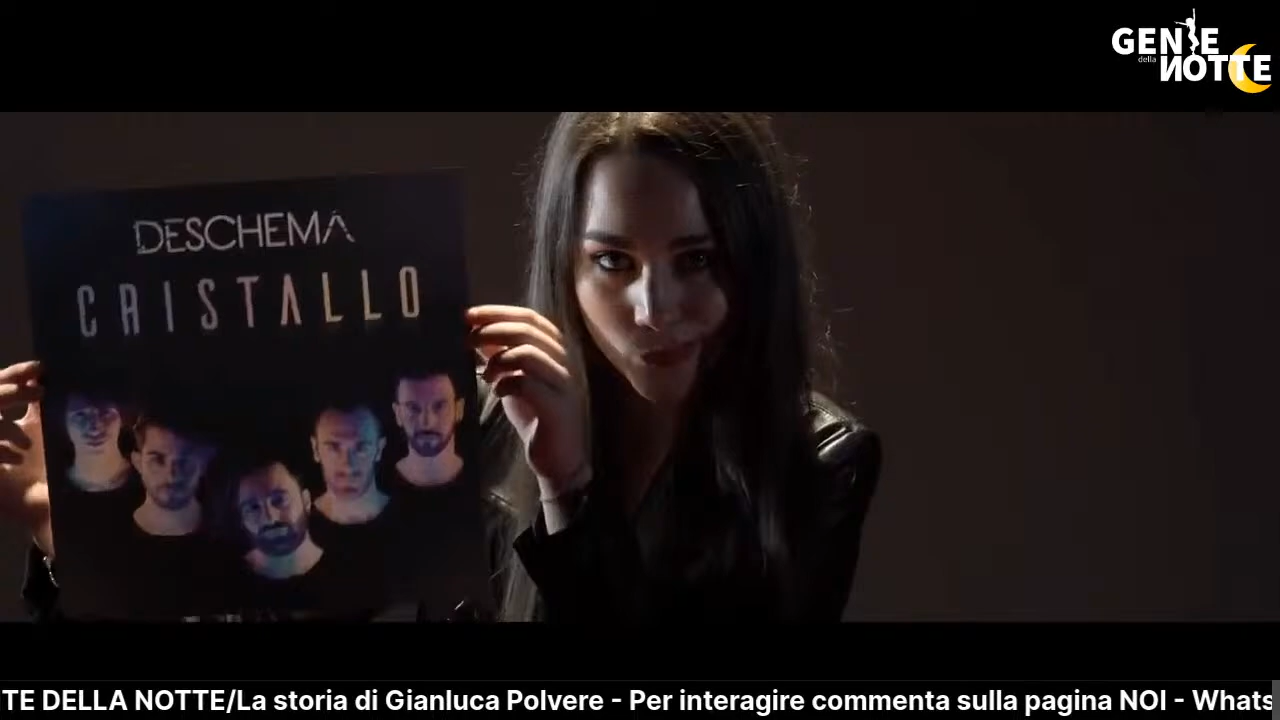 GENTE
della
NOTTE
DESCHEMA
CRISTALLO
TE DELLA NOTTE/La storia di Gianluca Polvere - Per interagire commenta sulla pagina NOI - Whats